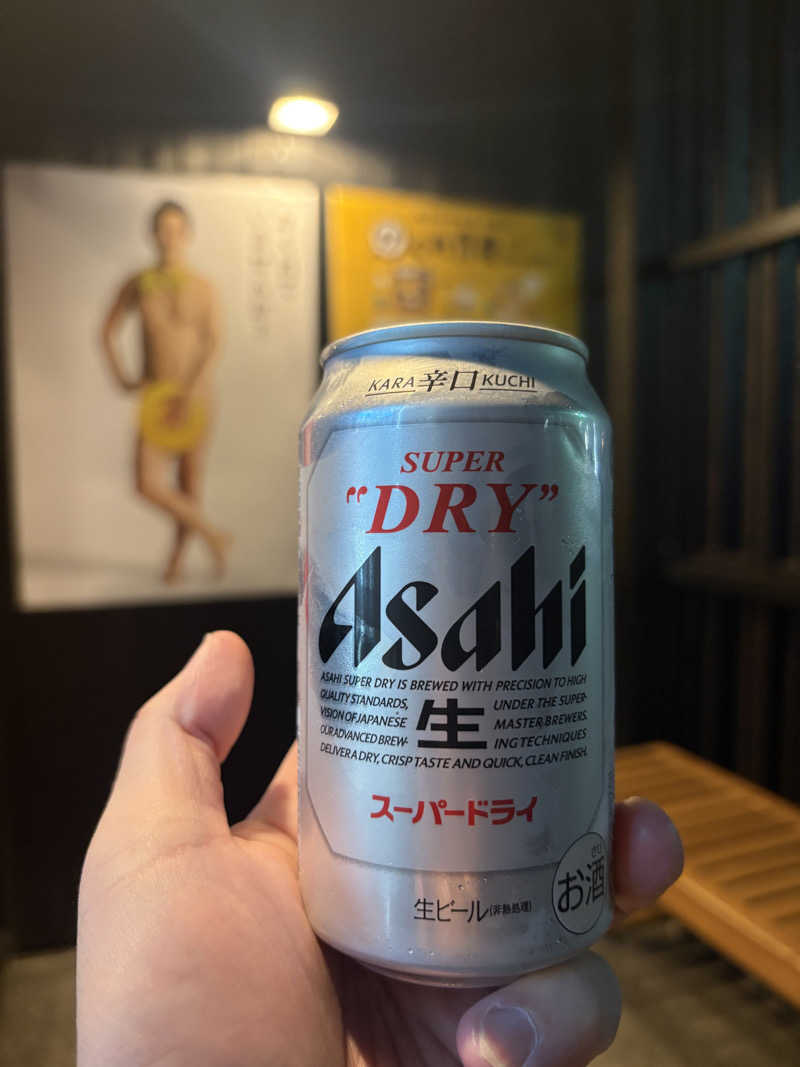 KARA 辛口 KUCHI
SUPER
"DRY"
Asahi
ASAHI SUPER DRY IS BREWED WITH PRECISION TO HIGH
QUALITY STANDARDS, UNDER THE SUPER-
VISION OF JAPANESE 生 MASTER BREWERS.
OUR ADVANCED BREW- ING TECHNIQUES
DELIVER A DRY, CRISP TASTE AND QUICK, CLEAN FINISH.
スーパードライ
生ビール(非熱処理)
お酒